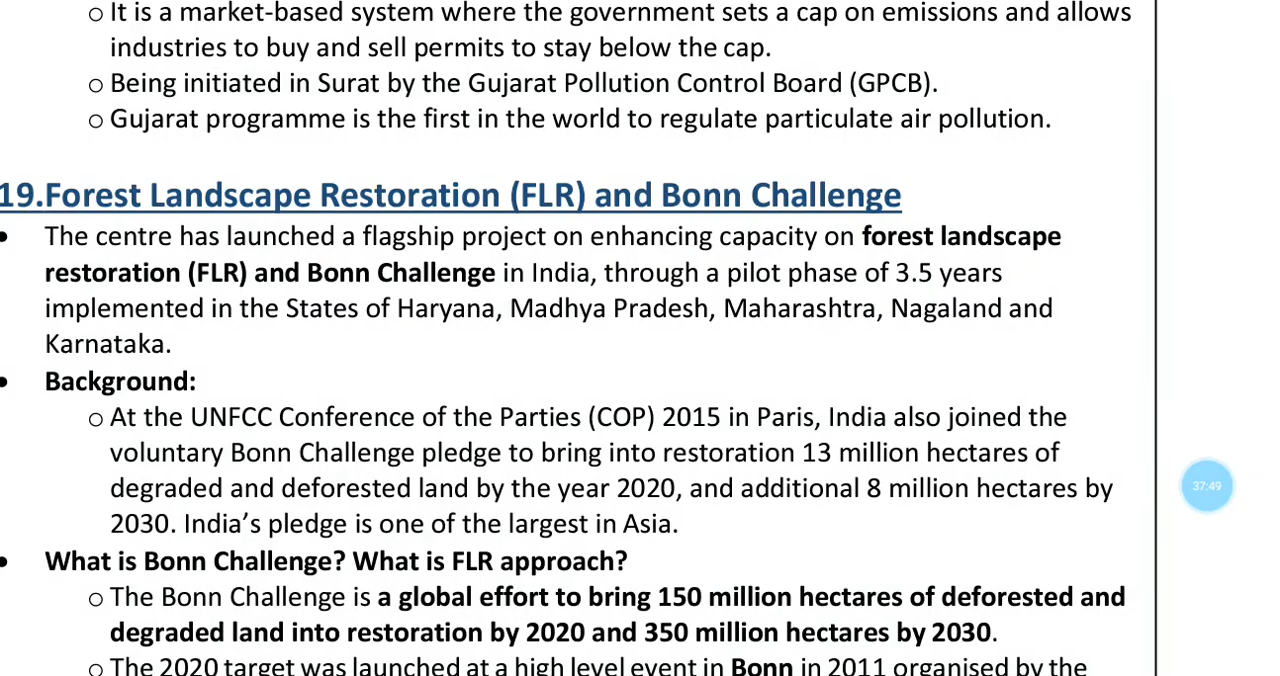 o It is a market-based system where the government sets a cap on emissions and allows
industries to buy and sell permits to stay below the cap.
o Being initiated in Surat by the Gujarat Pollution Control Board (GPCB).
o Gujarat programme is the first in the world to regulate particulate air pollution.
19.Forest Landscape Restoration (FLR) and Bonn Challenge
• The centre has launched a flagship project on enhancing capacity on forest landscape
restoration (FLR) and Bonn Challenge in India, through a pilot phase of 3.5 years
implemented in the States of Haryana, Madhya Pradesh, Maharashtra, Nagaland and
Karnataka.
• Background:
o At the UNFCC Conference of the Parties (COP) 2015 in Paris, India also joined the
voluntary Bonn Challenge pledge to bring into restoration 13 million hectares of
degraded and deforested land by the year 2020, and additional 8 million hectares by
2030. India’s pledge is one of the largest in Asia.
37:49
• What is Bonn Challenge? What is FLR approach?
o The Bonn Challenge is a global effort to bring 150 million hectares of deforested and
degraded land into restoration by 2020 and 350 million hectares by 2030.
o The 2020 target was launched at a high level event in Bonn in 2011 organised by the